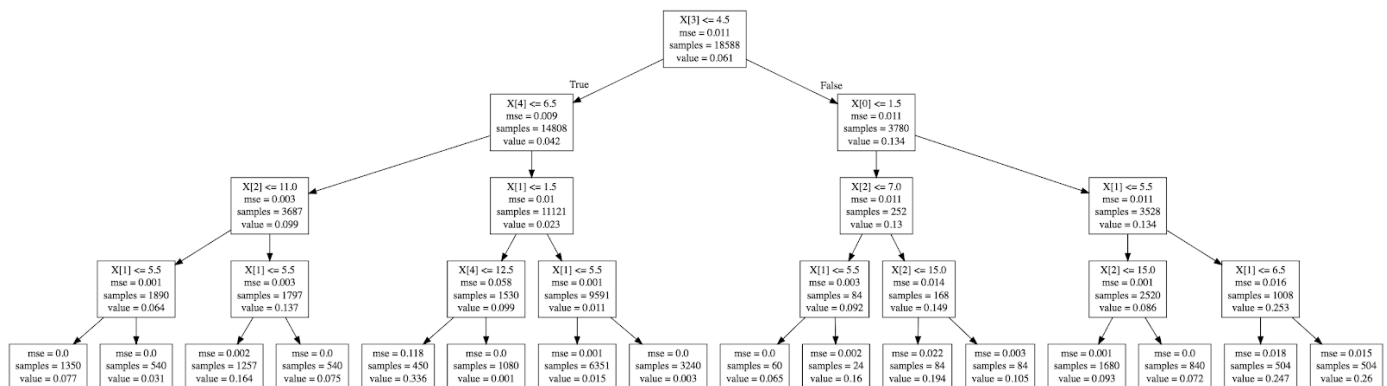 X[3] <= 4.5
mse = 0.011
samples = 18588
value = 0.061
True
False
X[4] <= 6.5
mse = 0.009
samples = 14808
value = 0.042
X[0] <= 1.5
mse = 0.011
samples = 3780
value = 0.134
X[2] <= 11.0
mse = 0.003
samples = 3687
value = 0.099
X[1] <= 1.5
mse = 0.01
samples = 11121
value = 0.023
X[2] <= 7.0
mse = 0.011
samples = 252
value = 0.13
X[1] <= 5.5
mse = 0.011
samples = 3528
value = 0.134
X[1] <= 5.5
mse = 0.001
samples = 1890
value = 0.064
X[1] <= 5.5
mse = 0.003
samples = 1797
value = 0.137
X[4] <= 12.5
mse = 0.058
samples = 1530
value = 0.099
X[1] <= 5.5
mse = 0.001
samples = 9591
value = 0.011
X[1] <= 5.5
mse = 0.003
samples = 84
value = 0.092
X[2] <= 15.0
mse = 0.014
samples = 168
value = 0.149
X[2] <= 15.0
mse = 0.001
samples = 2520
value = 0.086
X[1] <= 6.5
mse = 0.016
samples = 1008
value = 0.253
mse = 0.0
samples = 1350
value = 0.077
mse = 0.0
samples = 540
value = 0.031
mse = 0.002
samples = 1257
value = 0.164
mse = 0.0
samples = 540
value = 0.075
mse = 0.118
samples = 450
value = 0.336
mse = 0.0
samples = 1080
value = 0.001
mse = 0.001
samples = 6351
value = 0.015
mse = 0.0
samples = 3240
value = 0.003
mse = 0.0
samples = 60
value = 0.065
mse = 0.002
samples = 24
value = 0.16
mse = 0.022
samples = 84
value = 0.194
mse = 0.003
samples = 84
value = 0.105
mse = 0.001
samples = 1680
value = 0.093
mse = 0.0
samples = 840
value = 0.072
mse = 0.018
samples = 504
value = 0.247
mse = 0.015
samples = 504
value = 0.26